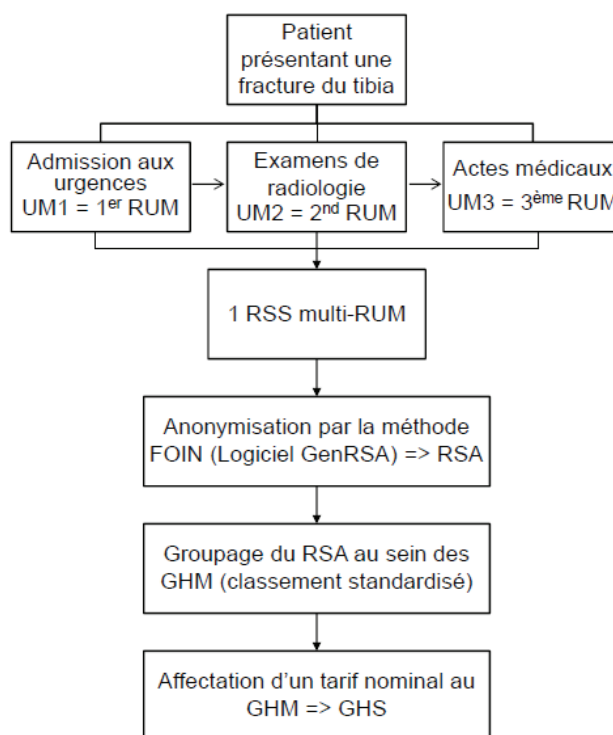 Patient
présentant une
fracture du tibia
Admission aux
urgences
UM1 = 1er RUM
Examens de
radiologie
UM2 = 2nd RUM
Actes médicaux
UM3 = 3ème RUM
1 RSS multi-RUM
Anonymisation par la méthode
FOIN (Logiciel GenRSA) => RSA
Groupage du RSA au sein des
GHM (classement standardisé)
Affectation d’un tarif nominal au
GHM => GHS